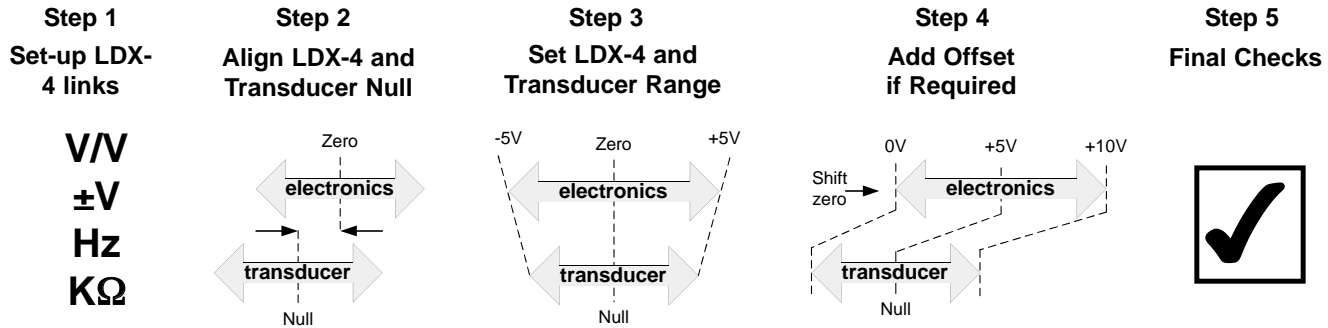 Step 1
Set-up LDX-
4 links
V/V
±V
Hz
KΩ
Step 2
Align LDX-4 and
Transducer Null
Zero
electronics
transducer
Null
Step 3
Set LDX-4 and
Transducer Range
-5V
Zero
+5V
electronics
transducer
Null
Step 4
Add Offset
if Required
0V
+5V
+10V
Shift
zero
electronics
transducer
Null
Step 5
Final Checks